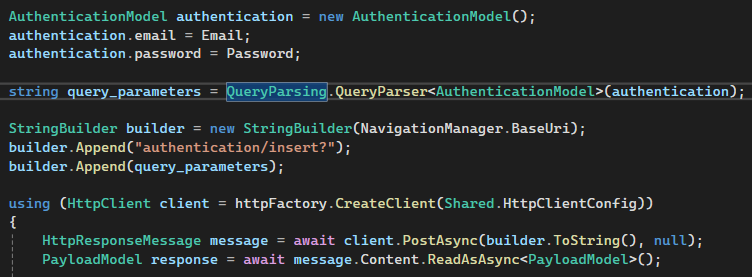 AuthenticationModel authentication = new AuthenticationModel();
authentication.email = Email;
authentication.password = Password;
string query_parameters = QueryParsing.QueryParser<AuthenticationModel>(authentication);
StringBuilder builder = new StringBuilder(NavigationManager.BaseUri);
builder.Append("authentication/insert?");
builder.Append(query_parameters);
using (HttpClient client = httpFactory.CreateClient(Shared.HttpClientConfig))
{
HttpResponseMessage message = await client.PostAsync(builder.ToString(), null);
PayloadModel response = await message.Content.ReadAsAsync<PayloadModel>();